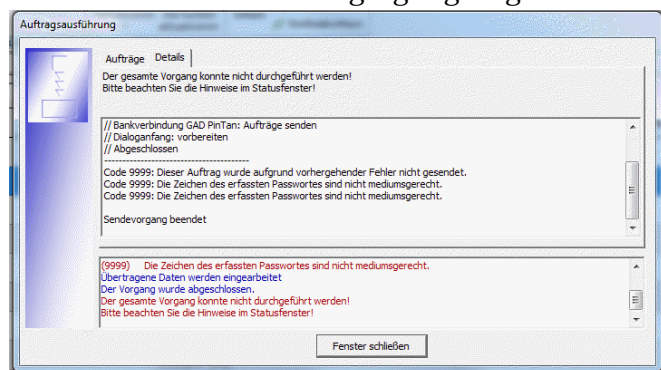 Auftragsausführung
Aufträge Details
Der gesamte Vorgang konnte nicht durchgeführt werden!
Bitte beachten Sie die Hinweise im Statusfenster!
// Bankverbindung GAD PinTan: Aufträge senden
// Dialoganfang: vorbereiten
// Abgeschlossen
----------------------------------------
Code 9999: Dieser Auftrag wurde aufgrund vorhergehender Fehler nicht gesendet.
Code 9999: Die Zeichen des erfassten Passwortes sind nicht mediumsgerecht.
Code 9999: Die Zeichen des erfassten Passwortes sind nicht mediumsgerecht.
Sendevorgang beendet
(9999) Die Zeichen des erfassten Passwortes sind nicht mediumsgerecht.
Übertragene Daten werden eingearbeitet
Der Vorgang wurde abgeschlossen.
Der gesamte Vorgang konnte nicht durchgeführt werden!
Bitte beachten Sie die Hinweise im Statusfenster!
Fenster schließen